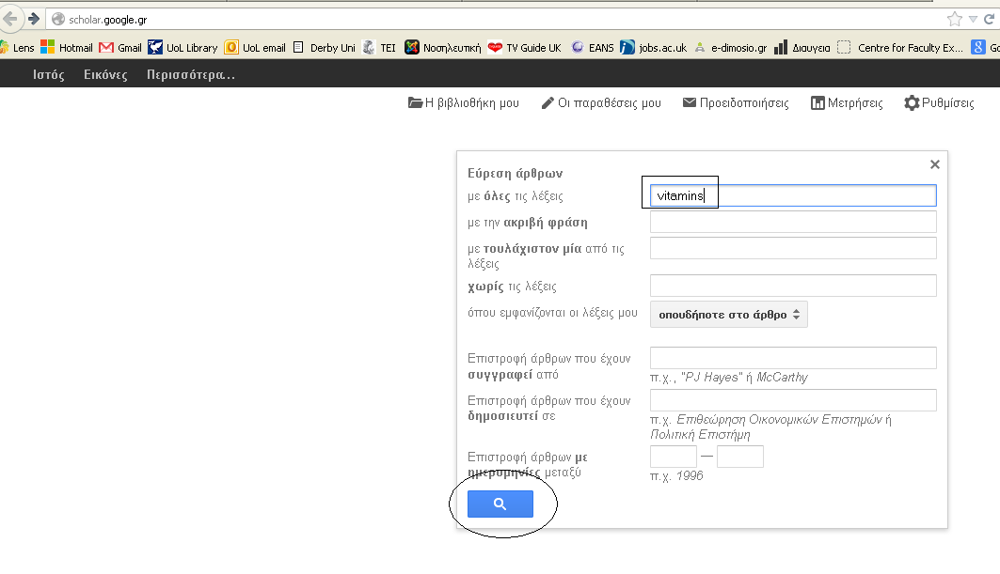 scholar.google.gr
Lens Hotmail Gmail UoL Library UoL email Derby Uni ΤΕΙ Νοσηλευτική TV Guide UK EANS jobs.ac.uk e-dimosio.gr Διαυγεια Centre for Faculty Ex... Go
Ιστός Εικόνες Περισσότερα…
Η βιβλιοθήκη μου Οι παραθέσεις μου Προειδοποιήσεις Μετρήσεις Ρυθμίσεις
Εύρεση άρθρων
με όλες τις λέξεις vitamins
με την ακριβή φράση
με τουλάχιστον μία από τις
λέξεις
χωρίς τις λέξεις
όπου εμφανίζονται οι λέξεις μου οπουδήποτε στο άρθρο
Επιστροφή άρθρων που έχουν
συγγραφεί από
π.χ., "PJ Hayes" ή McCarthy
Επιστροφή άρθρων που έχουν
δημοσιευτεί σε
π.χ. Επιθεώρηση Οικονομικών Επιστημών ή
Πολιτική Επιστήμη
Επιστροφή άρθρων με
ημερομηνίες μεταξύ
—
π.χ. 1996